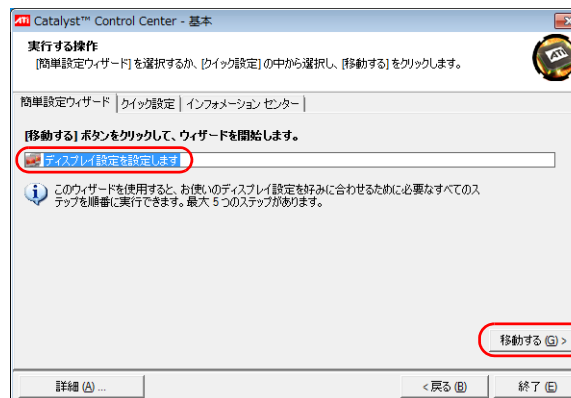 ATI Catalyst™ Control Center - 基本
実行する操作
[簡単設定ウィザード] を選択するか、[クイック設定] の中から選択し、[移動する] をクリックします。
ATI
簡単設定ウィザード クイック設定 インフォメーション センター
[移動する] ボタンをクリックして、ウィザードを開始します。
ディスプレイ設定を設定します
このウィザードを使用すると、お使いのディスプレイ設定を好みに合わせるために必要なすべてのス
テップを順番に実行できます。最大 5 つのステップがあります。
移動する (G) >
詳細 (A) ... < 戻る (B) 終了 (E)